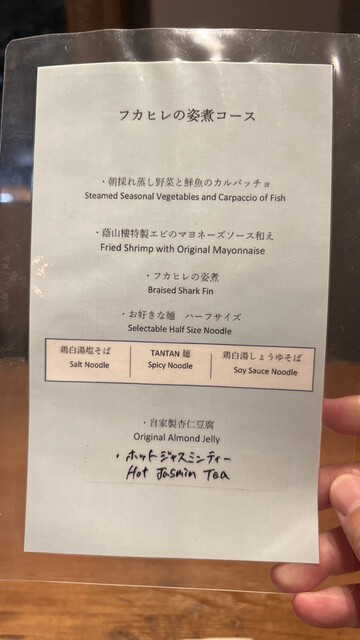 フカヒレの姿煮コース
・朝採れ蒸し野菜と鮮魚のカルパッチョ
Steamed Seasonal Vegetables and Carpaccio of Fish
・蔭山樓特製エビのマヨネーズソース和え
Fried Shrimp with Original Mayonnaise
・フカヒレの姿煮
Braised Shark Fin
・お好きな麺　ハーフサイズ
Selectable Half Size Noodle
鶏白湯塩そば
Salt Noodle
TANTAN 麺
Spicy Noodle
鶏白湯しょうゆそば
Soy Sauce Noodle
・自家製杏仁豆腐
Original Almond Jelly
・ホットジャスミンティー
Hot Jasmin Tea